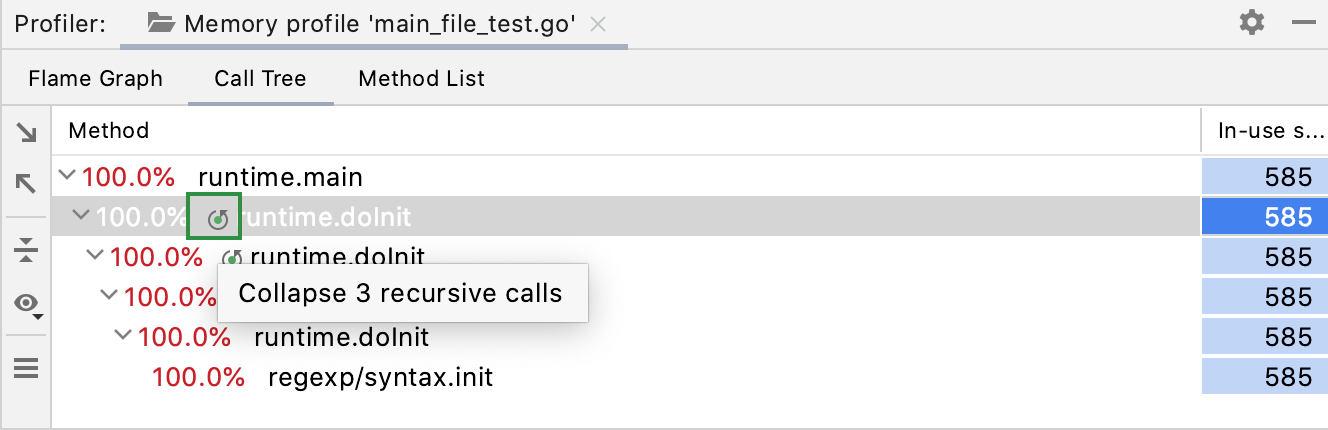 Profiler: Memory profile 'main_file_test.go'
Flame Graph Call Tree Method List
Method In-use s...
100.0% runtime.main 585
100.0% runtime.doInit 585
100.0% runtime.doInit 585
100.0% 585
Collapse 3 recursive calls
100.0% runtime.doInit 585
100.0% regexp/syntax.init 585